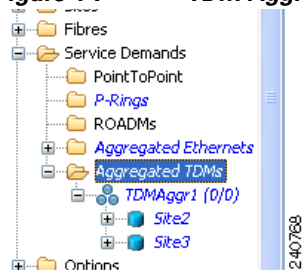 Fibres
Service Demands
PointToPoint
P-Rings
ROADMs
Aggregated Ethernets
Aggregated TDMs
TDMAggr1 (0/0)
Site2
Site3
Options
240768